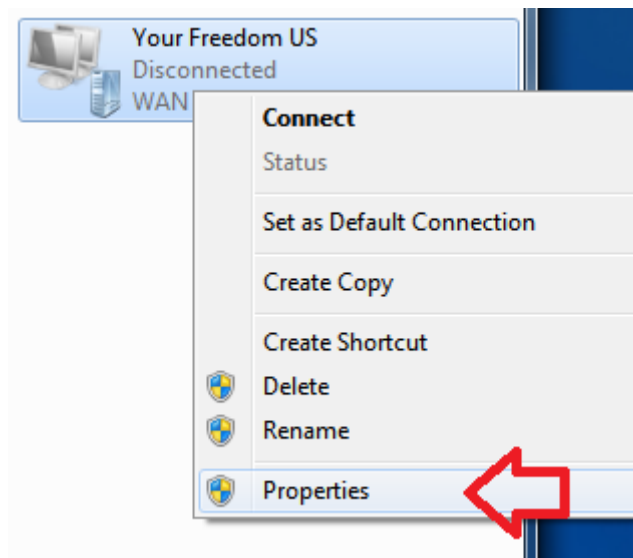 Your Freedom US
Disconnected
WAN
Connect
Status
Set as Default Connection
Create Copy
Create Shortcut
Delete
Rename
Properties